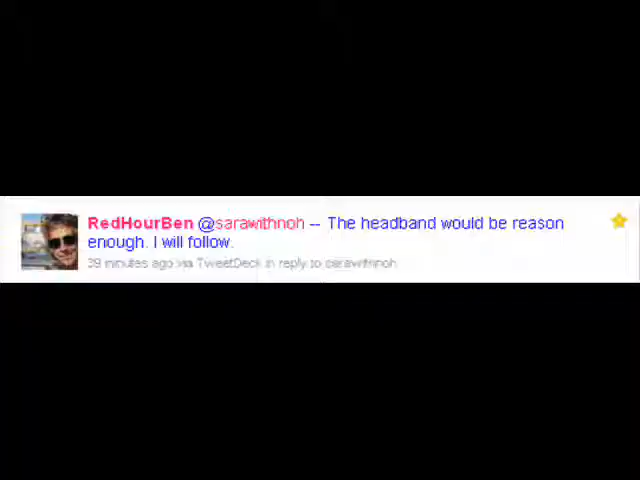 RedHourBen @sarawithnoh -- The headband would be reason
enough. I will follow.
39 minutes ago via TweetDeck in reply to sarawithnoh